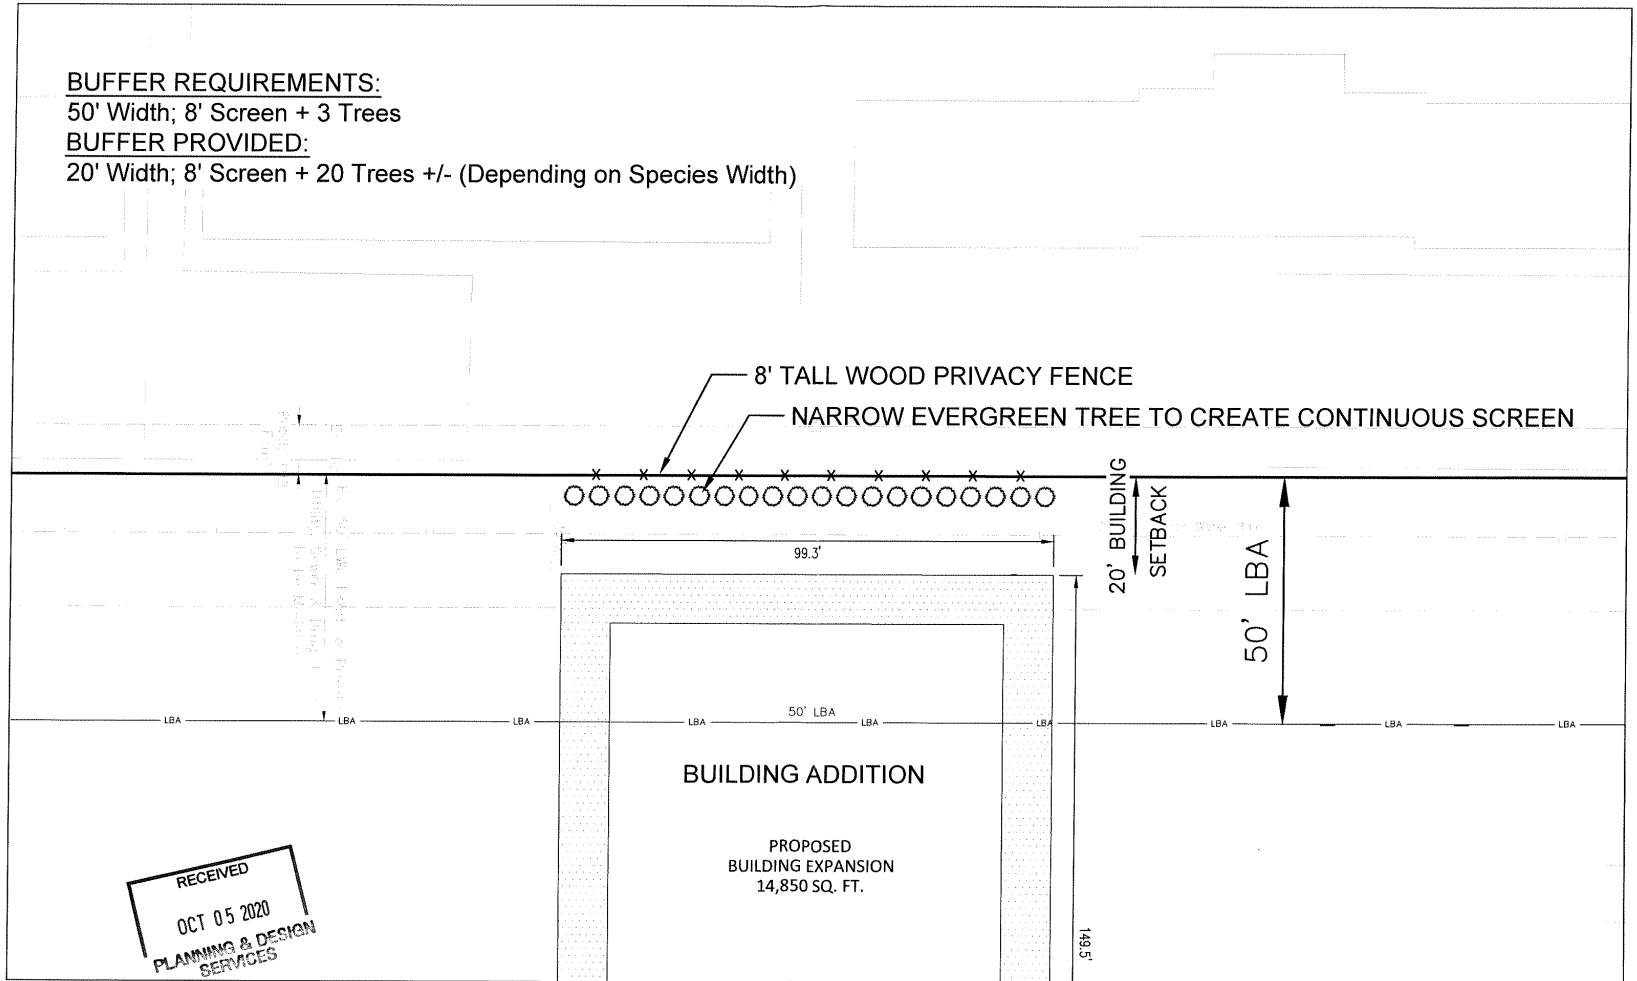 BUFFER REQUIREMENTS:
50' Width; 8' Screen + 3 Trees
BUFFER PROVIDED:
20' Width; 8' Screen + 20 Trees +/- (Depending on Species Width)
8' TALL WOOD PRIVACY FENCE
NARROW EVERGREEN TREE TO CREATE CONTINUOUS SCREEN
X X X X X X X X X X
20' BUILDING
SETBACK
99.3'
50' LBA
LBA LBA LBA LBA 50' LBA LBA LBA LBA LBA LBA
BUILDING ADDITION
PROPOSED
BUILDING EXPANSION
14,850 SQ. FT.
149.5'
RECEIVED
OCT 05 2020
PLANNING & DESIGN
SERVICES